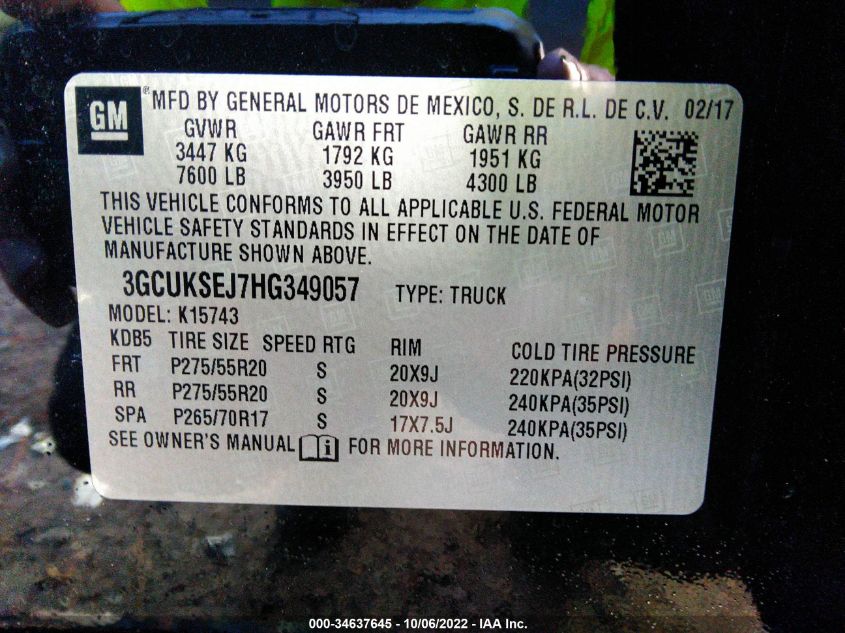 GM ® MFD BY GENERAL MOTORS DE MEXICO, S. DE R.L. DE C.V. 02/17
GVWR GAWR FRT GAWR RR
3447 KG 1792 KG 1951 KG
7600 LB 3950 LB 4300 LB
THIS VEHICLE CONFORMS TO ALL APPLICABLE U.S. FEDERAL MOTOR
VEHICLE SAFETY STANDARDS IN EFFECT ON THE DATE OF
MANUFACTURE SHOWN ABOVE.
3GCUKSEJ7HG349057 TYPE: TRUCK
MODEL: K15743
KDB5 TIRE SIZE SPEED RTG RIM COLD TIRE PRESSURE
FRT P275/55R20 S 20X9J 220KPA(32PSI)
RR P275/55R20 S 20X9J 240KPA(35PSI)
SPA P265/70R17 S 17X7.5J 240KPA(35PSI)
SEE OWNER'S MANUAL i FOR MORE INFORMATION.
000-34637645 - 10/06/2022 - IAA Inc.